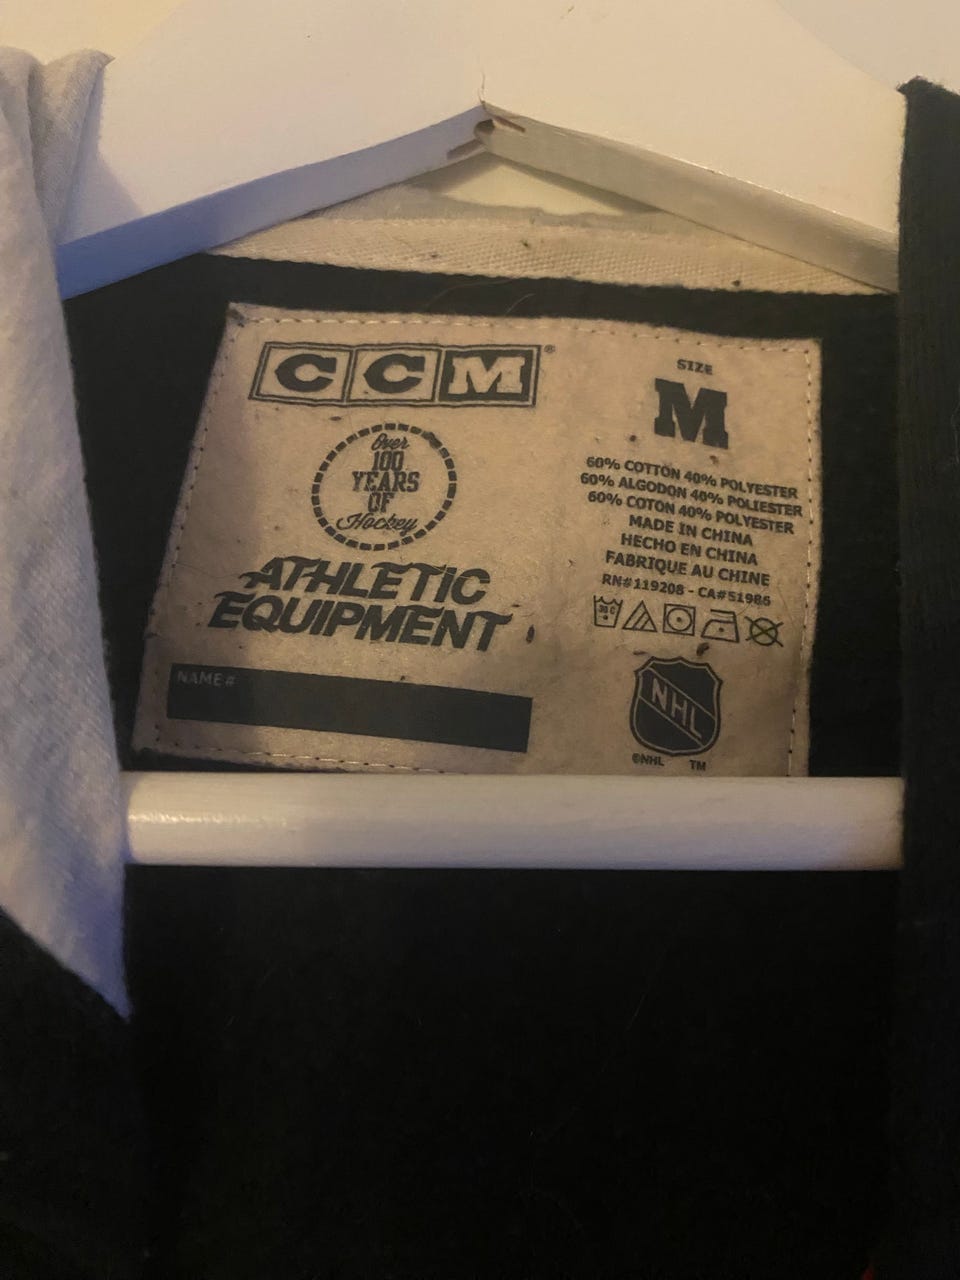 CCM®
Over
100
YEARS
OF
Hockey
ATHLETIC
EQUIPMENT
NAME#
SIZE
M
60% COTTON 40% POLYESTER
60% ALGODON 40% POLIESTER
60% COTON 40% POLYESTER
MADE IN CHINA
HECHO EN CHINA
FABRIQUE AU CHINE
RN#119208 - CA#51986
30 C
NHL
©NHL TM